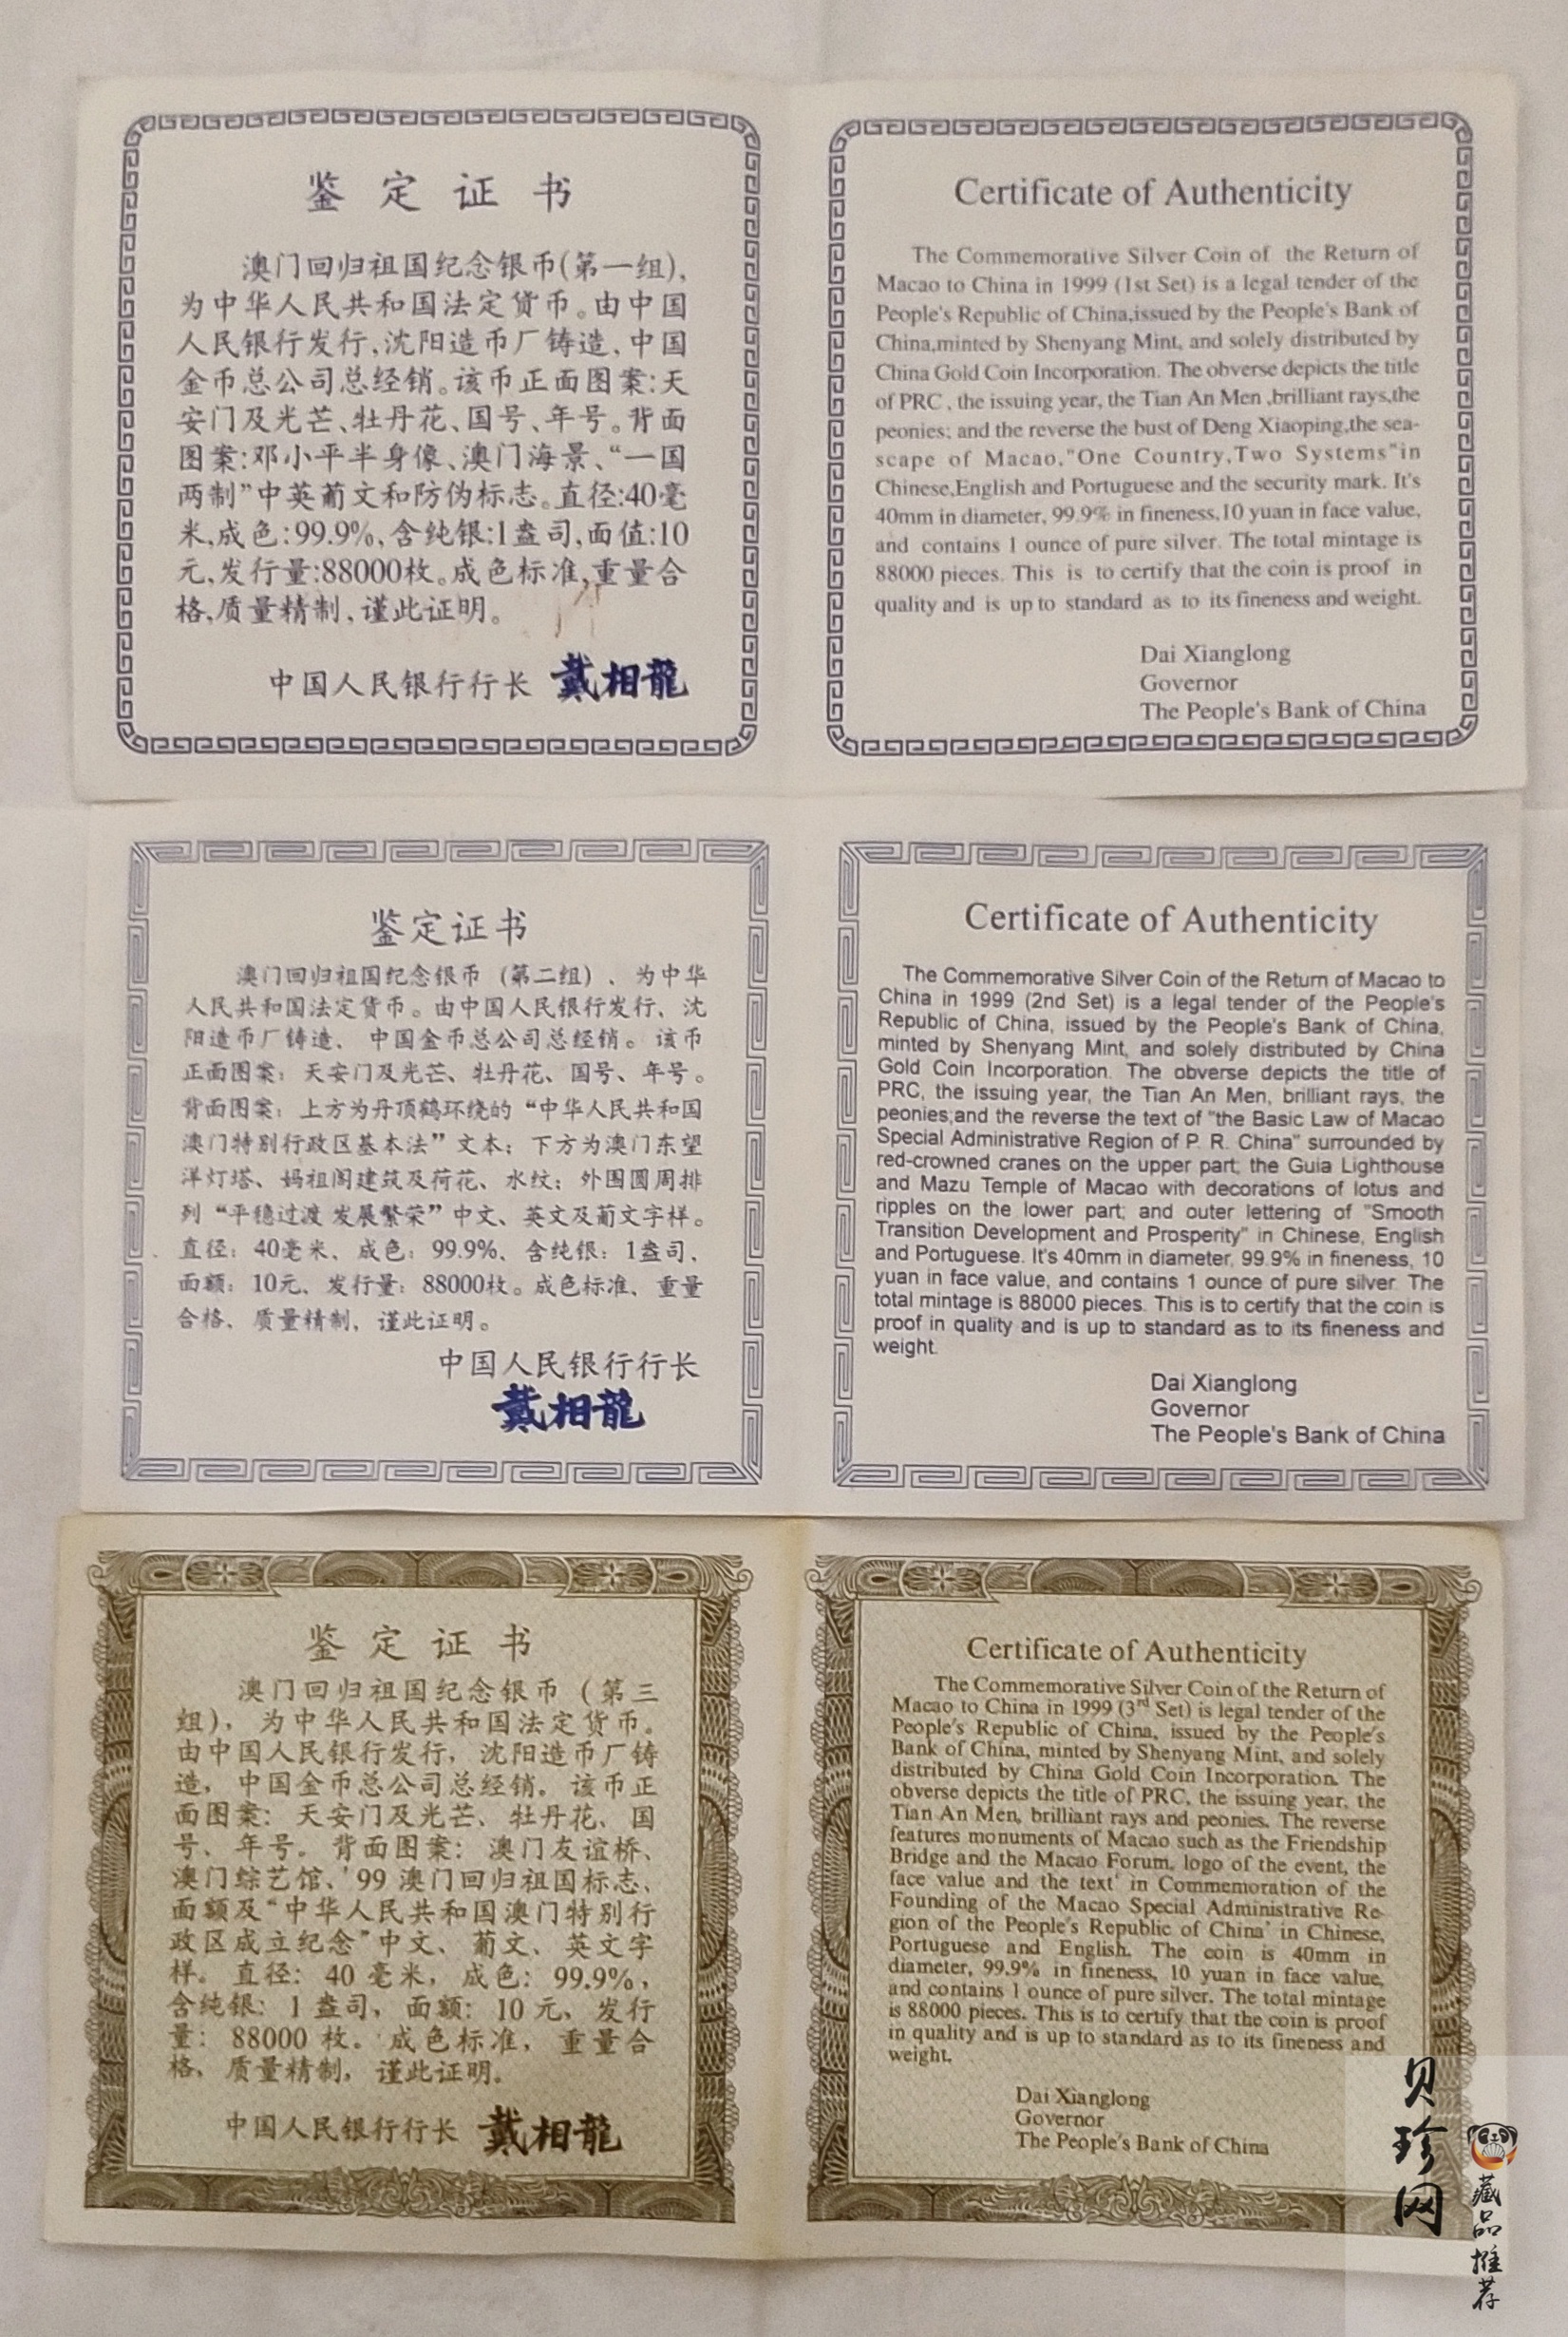 鉴定证书
澳门回归祖国纪念银币(第一组),
为中华人民共和国法定货币。由中国
人民银行发行,沈阳造币厂铸造,中国
金币总公司总经销。该币正面图案:天
安门及光芒、牡丹花、国号、年号。背面
图案:邓小平半身像、澳门海景、“一国
两制”中英葡文和防伪标志。直径:40毫
米,成色:99.9%,含纯银:1盎司,面值:10
元,发行量:88000枚。成色标准,重量合
格,质量精制,谨此证明。
中国人民银行行长 戴相龍
Certificate of Authenticity
The Commemorative Silver Coin of the Return of
Macao to China in 1999 (1st Set) is a legal tender of the
People's Republic of China,issued by the People's Bank of
China,minted by Shenyang Mint, and solely distributed by
China Gold Coin Incorporation. The obverse depicts the title
of PRC , the issuing year, the Tian An Men ,brilliant rays,the
peonies; and the reverse the bust of Deng Xiaoping,the sea-
scape of Macao,"One Country,Two Systems"in
Chinese,English and Portuguese and the security mark. It's
40mm in diameter, 99.9% in fineness,10 yuan in face value,
and contains 1 ounce of pure silver. The total mintage is
88000 pieces. This is to certify that the coin is proof in
quality and is up to standard as to its fineness and weight.
Dai Xianglong
Governor
The People's Bank of China
鉴定证书
澳门回归祖国纪念银币（第二组）、为中华
人民共和国法定货币。由中国人民银行发行、沈
阳造币厂铸造、中国金币总公司总经销。该币
正面图案：天安门及光芒、牡丹花、国号、年号。
背面图案：上方为丹顶鹤环绕的“中华人民共和国
澳门特别行政区基本法”文本；下方为澳门东望
洋灯塔、妈祖阁建筑及荷花、水纹；外围圆周排
列“平稳过渡 发展繁荣”中文、英文及葡文字样。
直径：40毫米、成色：99.9%、含纯银：1盎司、
面额：10元、发行量：88000枚。成色标准、重量
合格、质量精制，谨此证明。
中国人民银行行长
戴相龍
Certificate of Authenticity
The Commemorative Silver Coin of the Return of Macao to
China in 1999 (2nd Set) is a legal tender of the People's
Republic of China, issued by the People's Bank of China,
minted by Shenyang Mint, and solely distributed by China
Gold Coin Incorporation. The obverse depicts the title of
PRC, the issuing year, the Tian An Men, brilliant rays, the
peonies;and the reverse the text of "the Basic Law of Macao
Special Administrative Region of P. R. China" surrounded by
red-crowned cranes on the upper part; the Guia Lighthouse
and Mazu Temple of Macao with decorations of lotus and
ripples on the lower part; and outer lettering of "Smooth
Transition Development and Prosperity" in Chinese, English
and Portuguese. It's 40mm in diameter, 99.9% in fineness, 10
yuan in face value, and contains 1 ounce of pure silver. The
total mintage is 88000 pieces. This is to certify that the coin is
proof in quality and is up to standard as to its fineness and
weight.
Dai Xianglong
Governor
The People's Bank of China
鉴定证书
澳门回归祖国纪念银币（第三
组），为中华人民共和国法定货币。
由中国人民银行发行，沈阳造币厂铸
造，中国金币总公司总经销。该币正
面图案：天安门及光芒、牡丹花、国
号、年号。背面图案：澳门友谊桥、
澳门综艺馆、'99澳门回归祖国标志、
面额及“中华人民共和国澳门特别行
政区成立纪念”中文、葡文、英文字
样。直径：40毫米，成色：99.9%，
含纯银：1盎司，面额：10元、发行
量：88000枚。成色标准，重量合
格，质量精制，谨此证明。
中国人民银行行长 戴相龍
Certificate of Authenticity
The Commemorative Silver Coin of the Return of
Macao to China in 1999 (3rd Set) is legal tender of the
People's Republic of China, issued by the People's
Bank of China, minted by Shenyang Mint, and solely
distributed by China Gold Coin Incorporation. The
obverse depicts the title of PRC, the issuing year, the
Tian An Men, brilliant rays and peonies. The reverse
features monuments of Macao such as the Friendship
Bridge and the Macao Forum, logo of the event, the
face value and the text' in Commemoration of the
Founding of the Macao Special Administrative Re-
gion of the People's Republic of China' in Chinese,
Portuguese and English. The coin is 40mm in
diameter, 99.9% in fineness, 10 yuan in face value,
and contains 1 ounce of pure silver. The total mintage
is 88000 pieces. This is to certify that the coin is proof
in quality and is up to standard as to its fineness and
weight.
Dai Xianglong
Governor
The People's Bank of China
贝珍网
藏品推荐